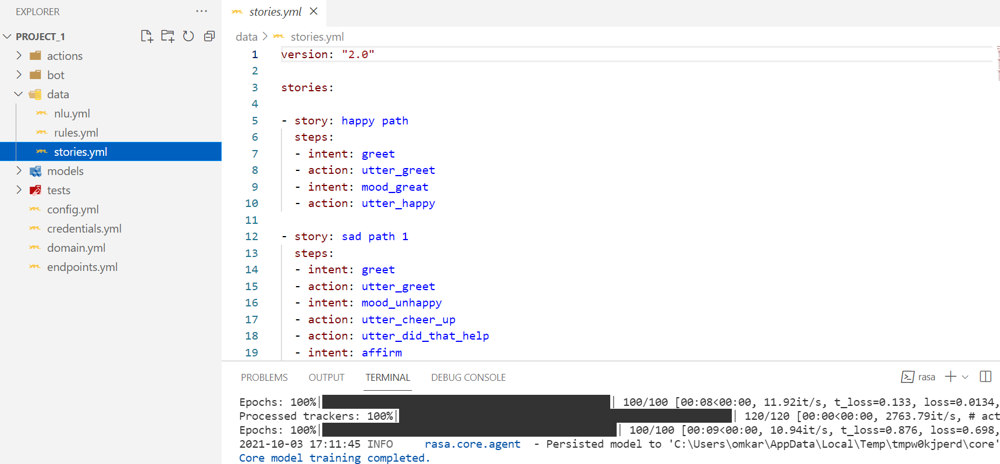 EXPLORER
PROJECT_1
actions
bot
data
nlu.yml
rules.yml
stories.yml
models
tests
config.yml
credentials.yml
domain.yml
endpoints.yml
stories.yml
data > stories.yml
1 version: "2.0"
2
3 stories:
4
5 - story: happy path
6 steps:
7 - intent: greet
8 - action: utter_greet
9 - intent: mood_great
10 - action: utter_happy
11
12 - story: sad path 1
13 steps:
14 - intent: greet
15 - action: utter_greet
16 - intent: mood_unhappy
17 - action: utter_cheer_up
18 - action: utter_did_that_help
19 - intent: affirm
PROBLEMS OUTPUT TERMINAL DEBUG CONSOLE rasa
Epochs: 100%| | 100/100 [00:08<00:00, 11.92it/s, t_loss=0.133, loss=0.0134,
Processed trackers: 100%| | 120/120 [00:00<00:00, 2763.79it/s, # act
Epochs: 100%| | 100/100 [00:09<00:00, 10.94it/s, t_loss=0.876, loss=0.698,
2021-10-03 17:11:45 INFO rasa.core.agent - Persisted model to 'C:\Users\omkar\AppData\Local\Temp\tmpw0kjperd\core'
Core model training completed.